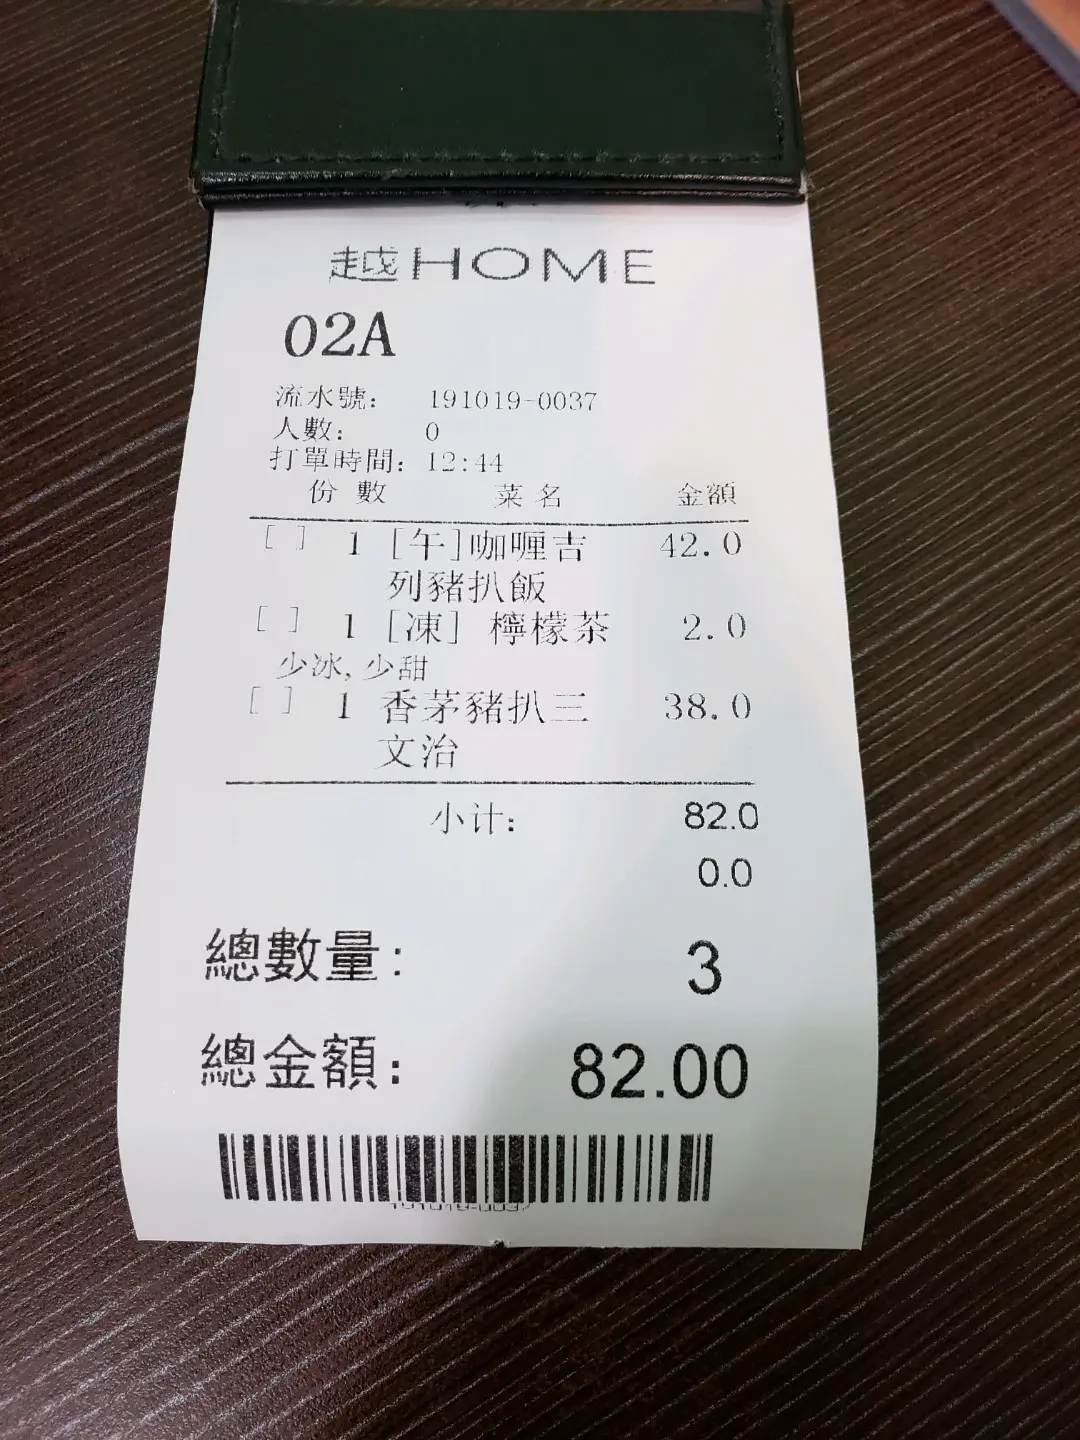 越HOME
02A
流水號: 191019-0037
人數: 0
打單時間: 12:44
份 數 菜 名 金額
[ ] 1 [午]咖喱吉 42.0
列豬扒飯
[ ] 1 [凍] 檸檬茶 2.0
少冰,少甜
[ ] 1 香茅豬扒三 38.0
文治
小计: 82.0
0.0
總數量: 3
總金額: 82.00
191019-0037